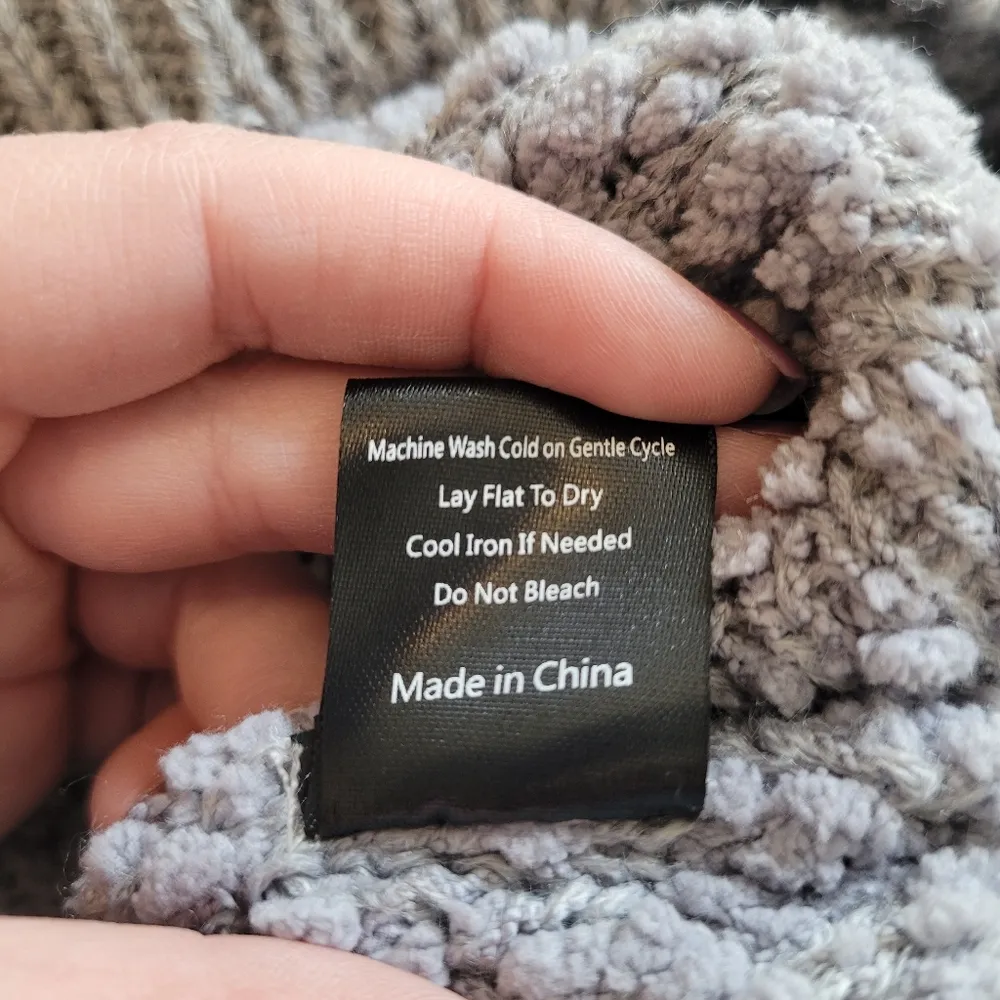 Machine Wash Cold on Gentle Cycle
Lay Flat To Dry
Cool Iron If Needed
Do Not Bleach
Made in China